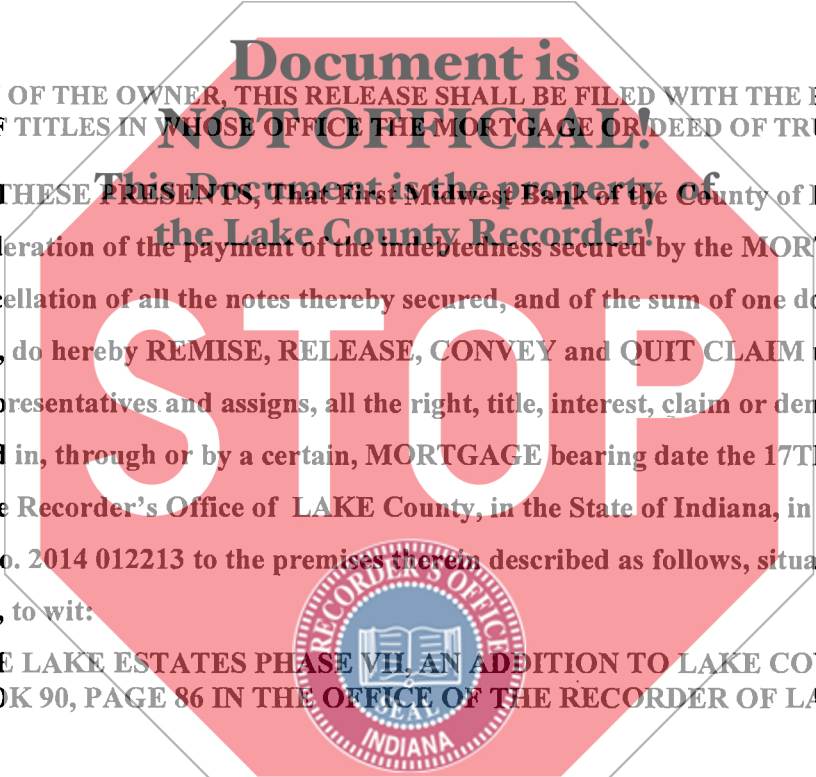 Document is
OF THE OWNER, THIS RELEASE SHALL BE FILED WITH THE
TITLES IN WHOSE OFFICE THE MORTGAGE OR DEED OF TRU
NOT OFFICIAL!
This Document is the property of
THESE PRESENTS, That First Midwest Bank of the County of
the Lake County Recorder!
eration of the payment of the indebtedness secured by the MOR
cellation of all the notes thereby secured, and of the sum of one do
, do hereby REMISE, RELEASE, CONVEY and QUIT CLAIM
STOP
resentatives and assigns, all the right, title, interest, claim or dem
in, through or by a certain, MORTGAGE bearing date the 17T
e Recorder's Office of LAKE County, in the State of Indiana, in
o. 2014 012213 to the premises therein described as follows, situa
, to wit:
RECORDER'S OFFICE
SEAL
INDIANA
E LAKE ESTATES PHASE VII, AN ADDITION TO LAKE CO
OK 90, PAGE 86 IN THE OFFICE OF THE RECORDER OF LA